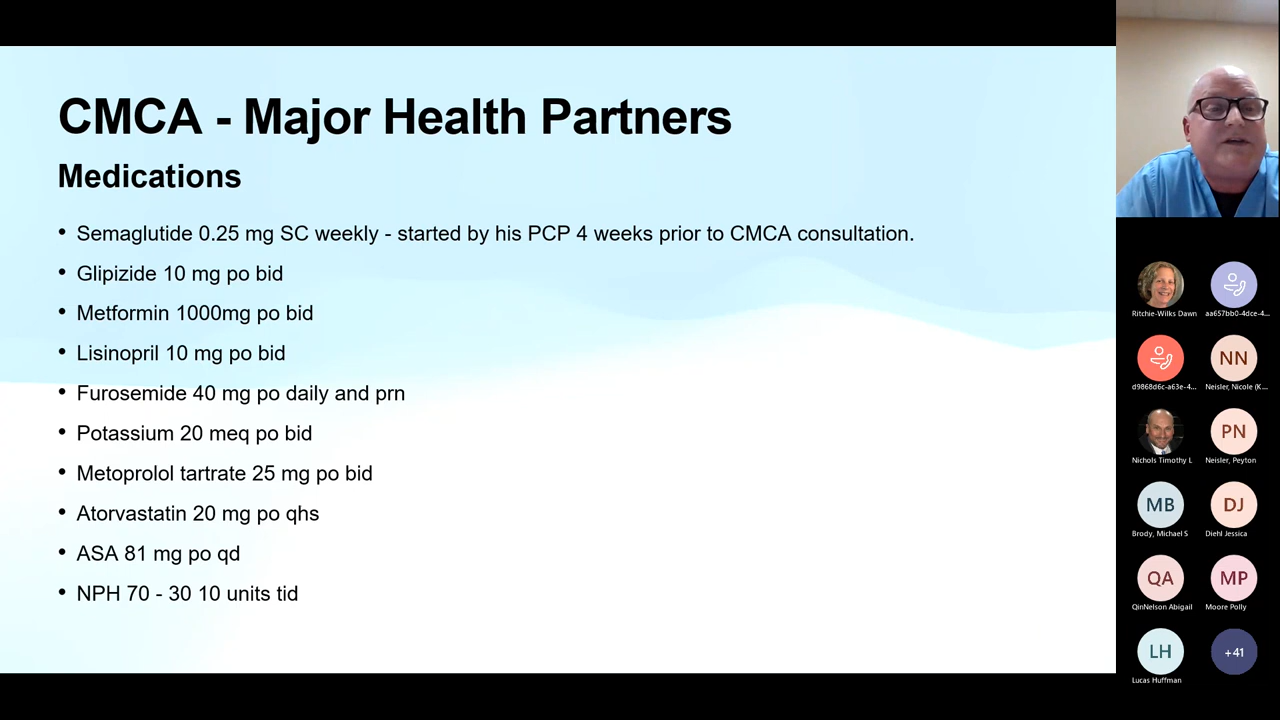 CMCA - Major Health Partners
Medications
• Semaglutide 0.25 mg SC weekly - started by his PCP 4 weeks prior to CMCA consultation.
• Glipizide 10 mg po bid
• Metformin 1000mg po bid
• Lisinopril 10 mg po bid
• Furosemide 40 mg po daily and prn
• Potassium 20 meq po bid
• Metoprolol tartrate 25 mg po bid
• Atorvastatin 20 mg po qhs
• ASA 81 mg po qd
• NPH 70 - 30 10 units tid
Ritchie-Wilks Dawn
aa657bb0-4dce-4...
d9868d6c-a63e-4...
NN
Neisler, Nicole (K...
Nichols Timothy L
PN
Neisler, Peyton
MB
Brody, Michael S
DJ
Diehl Jessica
QA
QinNelson Abigail
MP
Moore Polly
LH
Lucas Huffman
+41